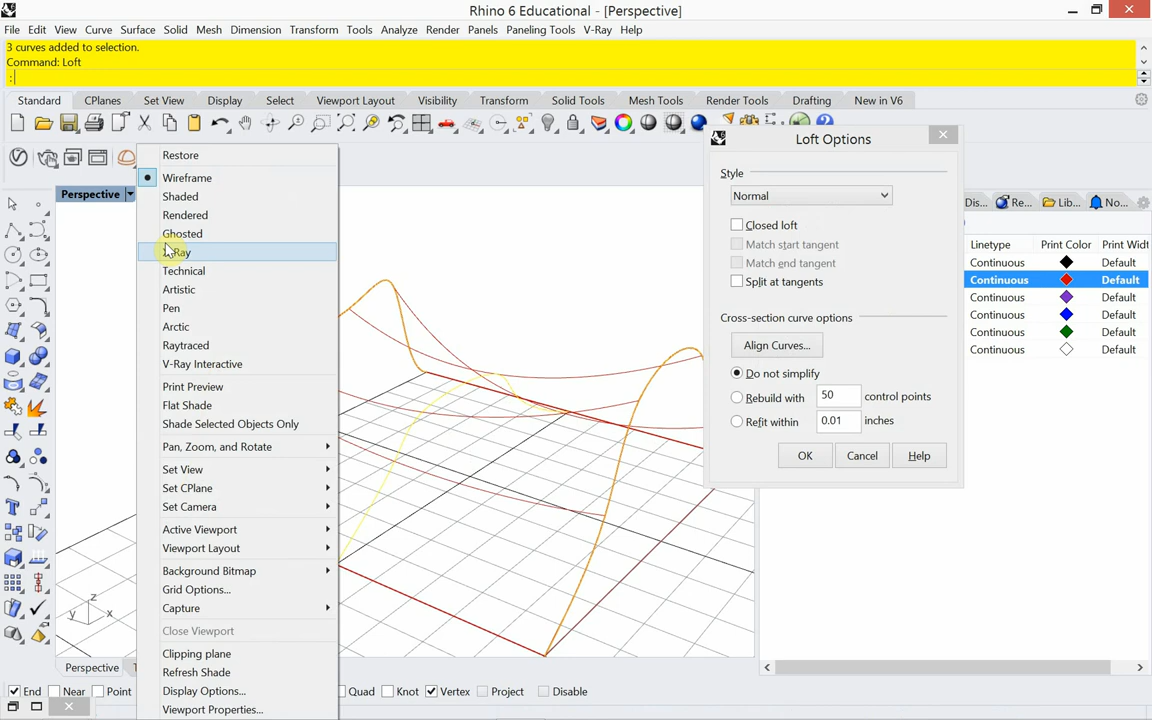 Rhino 6 Educational - [Perspective]
File Edit View Curve Surface Solid Mesh Dimension Transform Tools Analyze Render Panels Paneling Tools V-Ray Help
3 curves added to selection.
Command: Loft
:
Standard CPlanes Set View Display Select Viewport Layout Visibility Transform Solid Tools Mesh Tools Render Tools Drafting New in V6
Loft Options
Restore
Perspective
Wireframe
Shaded
Rendered
Ghosted
X-Ray
Technical
Artistic
Pen
Arctic
Raytraced
V-Ray Interactive
Print Preview
Flat Shade
Shade Selected Objects Only
Pan, Zoom, and Rotate
Set View
Set CPlane
Set Camera
Active Viewport
Viewport Layout
Background Bitmap
Grid Options...
Capture
Close Viewport
Clipping plane
Refresh Shade
Display Options...
Viewport Properties...
Style
Normal
Closed loft
Match start tangent
Match end tangent
Split at tangents
Cross-section curve options
Align Curves...
Do not simplify
Rebuild with 50 control points
Refit within 0.01 inches
OK Cancel Help
Dis... Re... Lib... No...
Linetype Print Color Print Widt
Continuous Default
Continuous Default
Continuous Default
Continuous Default
Continuous Default
Continuous Default
z
y x
Perspective T
End Near Point Quad Knot Vertex Project Disable